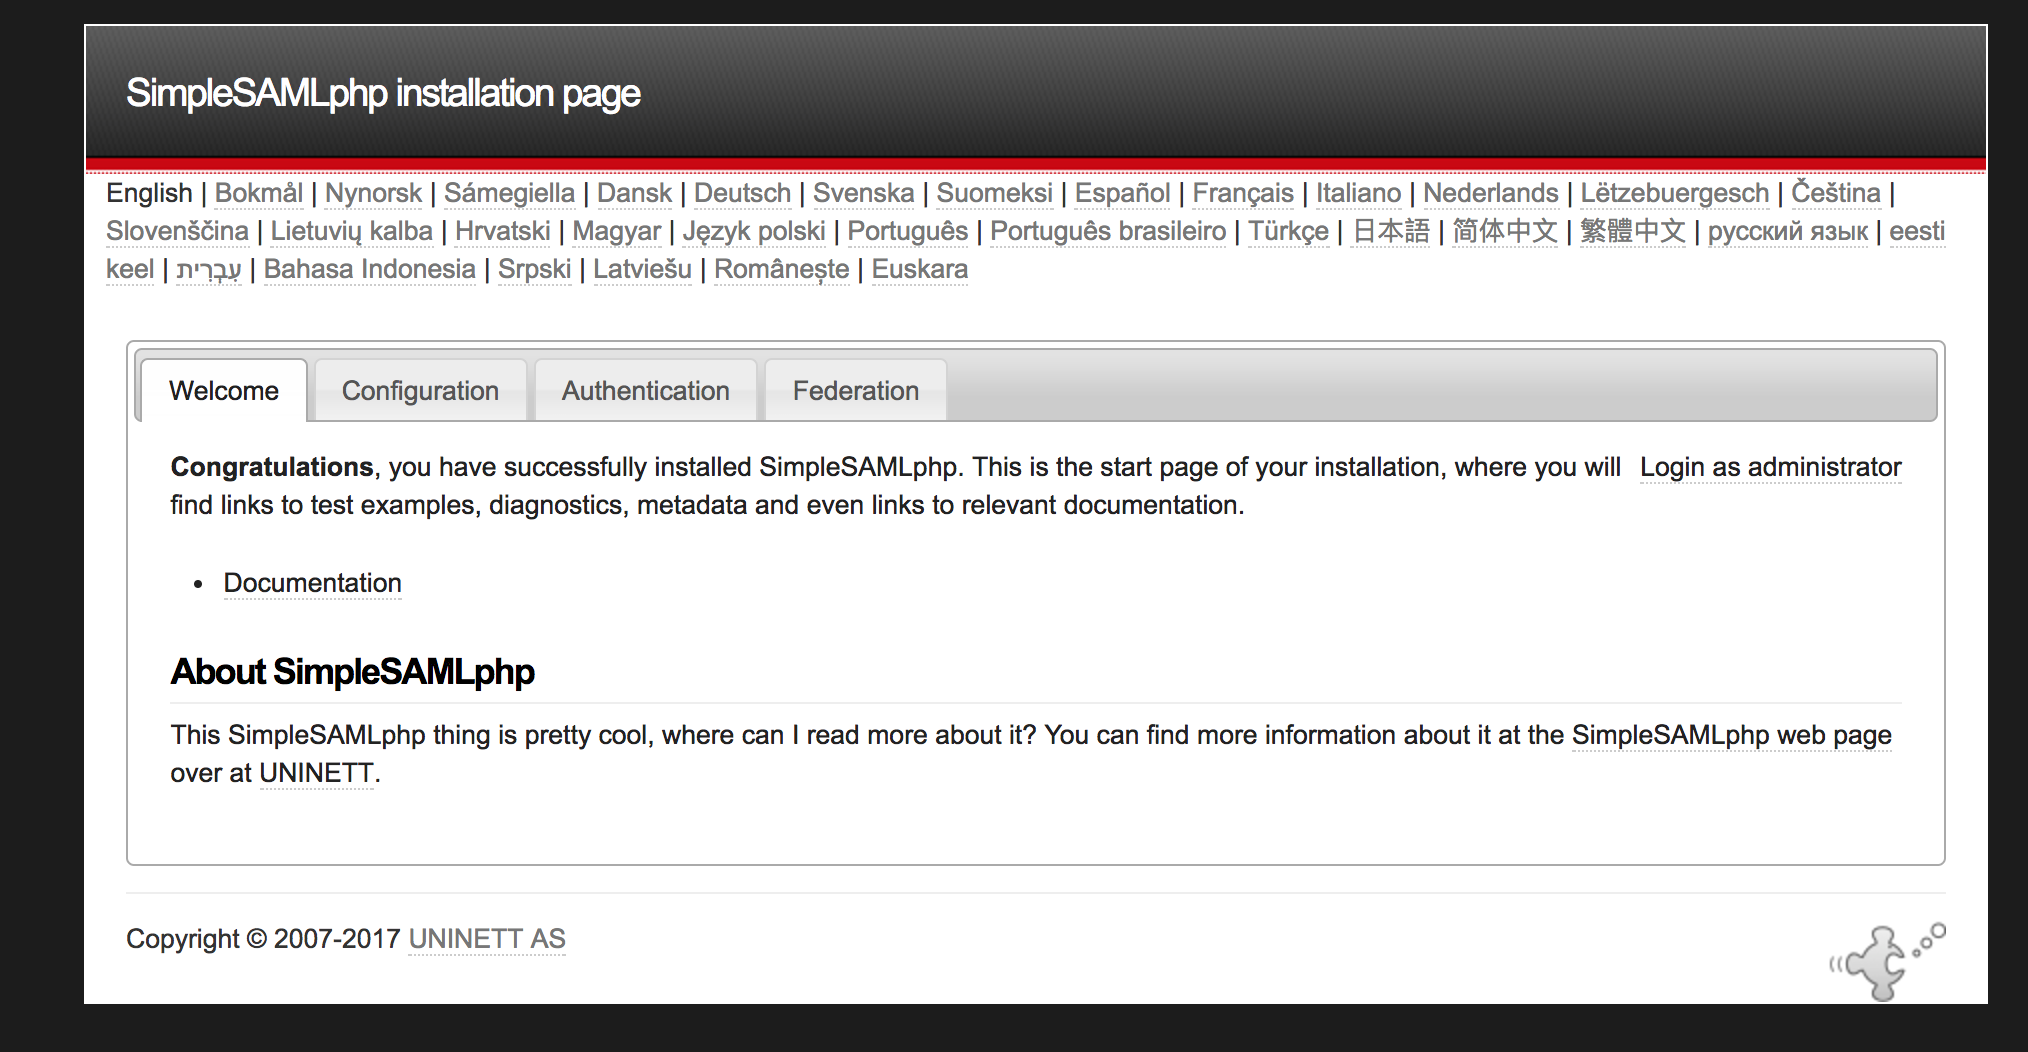 SimpleSAMLphp installation page
English | Bokmål | Nynorsk | Sámegiella | Dansk | Deutsch | Svenska | Suomeksi | Español | Français | Italiano | Nederlands | Lëtzebuergesch | Čeština |
Slovenščina | Lietuvių kalba | Hrvatski | Magyar | Język polski | Português | Português brasileiro | Türkçe | 日本語 | 简体中文 | 繁體中文 | русский язык | eesti
keel | עִבְרִית | Bahasa Indonesia | Srpski | Latviešu | Românește | Euskara
Welcome Configuration Authentication Federation
Congratulations, you have successfully installed SimpleSAMLphp. This is the start page of your installation, where you will Login as administrator
find links to test examples, diagnostics, metadata and even links to relevant documentation.
• Documentation
About SimpleSAMLphp
This SimpleSAMLphp thing is pretty cool, where can I read more about it? You can find more information about it at the SimpleSAMLphp web page
over at UNINETT.
Copyright © 2007-2017 UNINETT AS